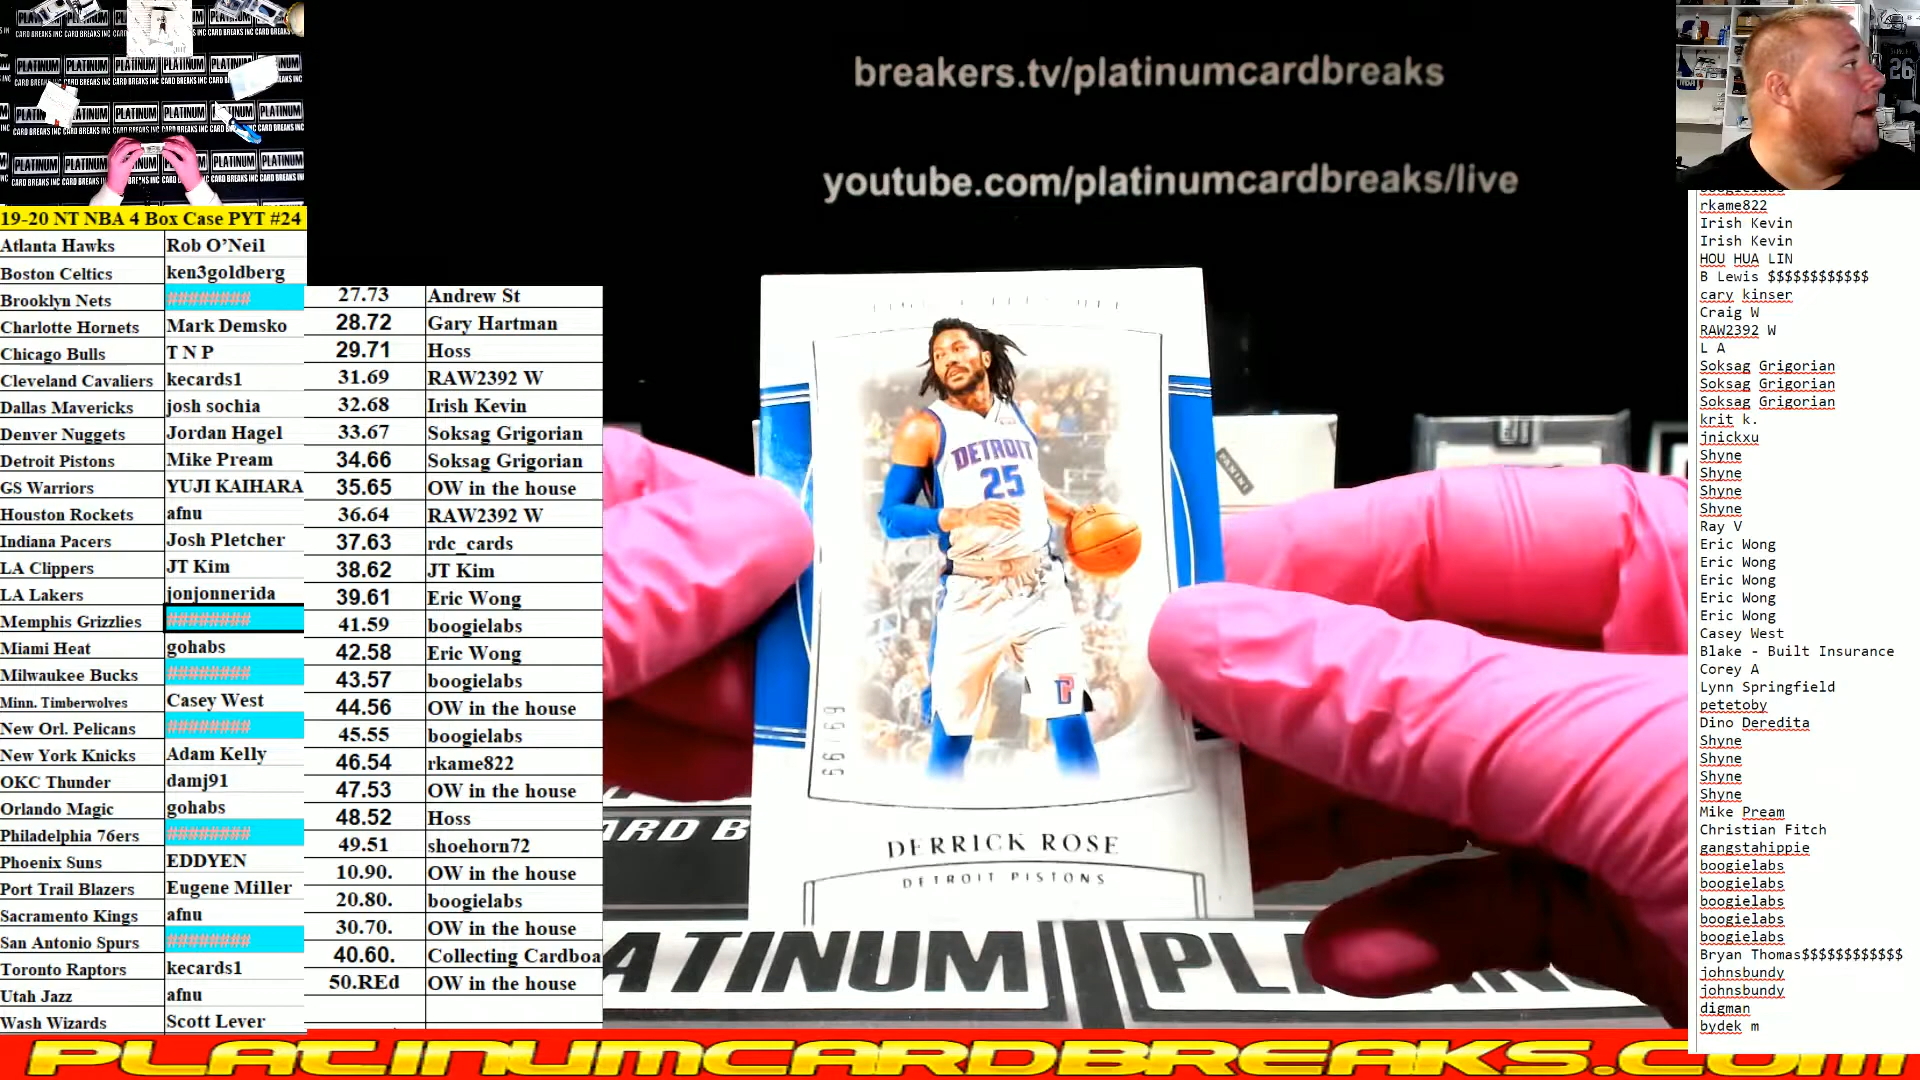 breakers.tv/platinumcardbreaks
youtube.com/platinumcardbreaks/live
19-20 NT NBA 4 Box Case PYT #24
Atlanta Hawks Rob O’Neil
Boston Celtics ken3goldberg
Brooklyn Nets ########
Charlotte Hornets Mark Demsko
Chicago Bulls T N P
Cleveland Cavaliers kecards1
Dallas Mavericks josh sochia
Denver Nuggets Jordan Hagel
Detroit Pistons Mike Pream
GS Warriors YUJI KAIHARA
Houston Rockets afnu
Indiana Pacers Josh Pletcher
LA Clippers JT Kim
LA Lakers jonjonnerida
Memphis Grizzlies ########
Miami Heat gohabs
Milwaukee Bucks ########
Minn. Timberwolves Casey West
New Orl. Pelicans ########
New York Knicks Adam Kelly
OKC Thunder damj91
Orlando Magic gohabs
Philadelphia 76ers ########
Phoenix Suns EDDYEN
Port Trail Blazers Eugene Miller
Sacramento Kings afnu
San Antonio Spurs ########
Toronto Raptors kecards1
Utah Jazz afnu
Wash Wizards Scott Lever
27.73 Andrew St
28.72 Gary Hartman
29.71 Hoss
31.69 RAW2392 W
32.68 Irish Kevin
33.67 Soksag Grigorian
34.66 Soksag Grigorian
35.65 OW in the house
36.64 RAW2392 W
37.63 rdc_cards
38.62 JT Kim
39.61 Eric Wong
41.59 boogielabs
42.58 Eric Wong
43.57 boogielabs
44.56 OW in the house
45.55 boogielabs
46.54 rkame822
47.53 OW in the house
48.52 Hoss
49.51 shoehorn72
10.90. OW in the house
20.80. boogielabs
30.70. OW in the house
40.60. Collecting Cardboa
50.REd OW in the house
DETROIT
25
DERRICK ROSE
DETROIT PISTONS
PANINI
ARD B
ATINUM
boogielabs
rkame822
Irish Kevin
Irish Kevin
HOU HUA LIN
B Lewis $$$$$$$$$$$$
cary kinser
Craig W
RAW2392 W
L A
Soksag Grigorian
Soksag Grigorian
Soksag Grigorian
krit k.
jnickxu
Shyne
Shyne
Shyne
Shyne
Ray V
Eric Wong
Eric Wong
Eric Wong
Eric Wong
Eric Wong
Casey West
Blake - Built Insurance
Corey A
Lynn Springfield
petetoby
Dino Deredita
Shyne
Shyne
Shyne
Shyne
Mike Pream
Christian Fitch
gangstahippie
boogielabs
boogielabs
boogielabs
boogielabs
boogielabs
Bryan Thomas$$$$$$$$$$$$
johnsbundy
johnsbundy
digman
bydek m
PLATINUMCARDBREAKS.COM